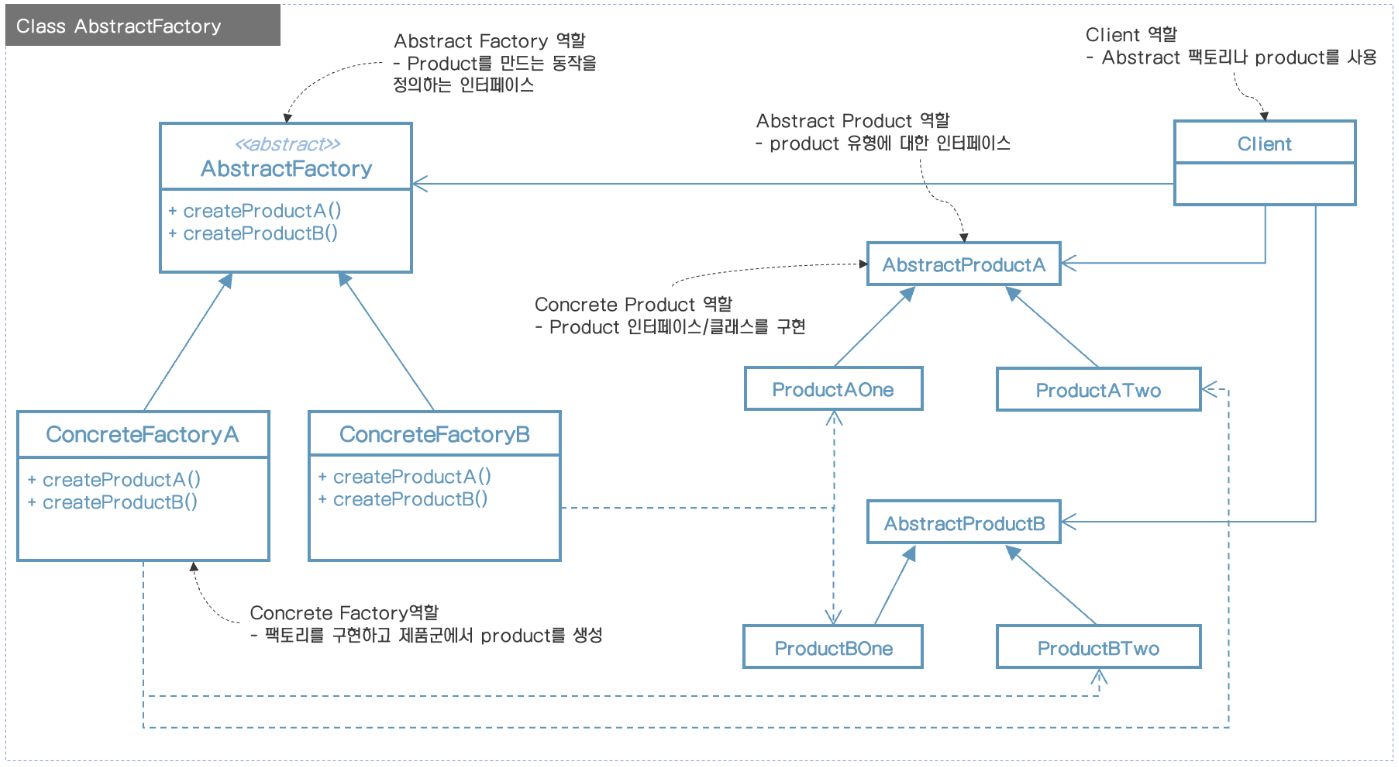 Class AbstractFactory
Abstract Factory 역할
- Product를 만드는 동작을
정의하는 인터페이스
Client 역할
- Abstract 팩토리나 product를 사용
Abstract Product 역할
- product 유형에 대한 인터페이스
<<abstract>>
AbstractFactory
+ createProductA()
+ createProductB()
Client
AbstractProductA
Concrete Product 역할
- Product 인터페이스/클래스를 구현
ProductAOne
ProductATwo
ConcreteFactoryA
+ createProductA()
+ createProductB()
ConcreteFactoryB
+ createProductA()
+ createProductB()
AbstractProductB
Concrete Factory역할
- 팩토리를 구현하고 제품군에서 product를 생성
ProductBOne
ProductBTwo